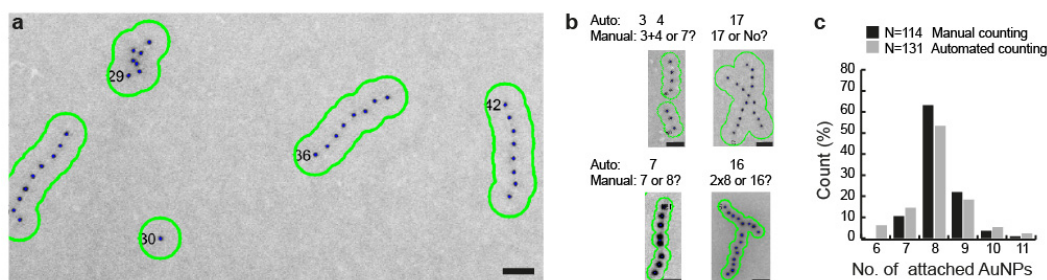 a
29
36
42
30
b
Auto: 3 4 17
Manual: 3+4 or 7? 17 or No?
7 16
Manual: 7 or 8? 2x8 or 16?
c
N=114 Manual counting
N=131 Automated counting
Count (%)
80
70
60
50
40
30
20
10
0
6 7 8 9 10 11
No. of attached AuNPs